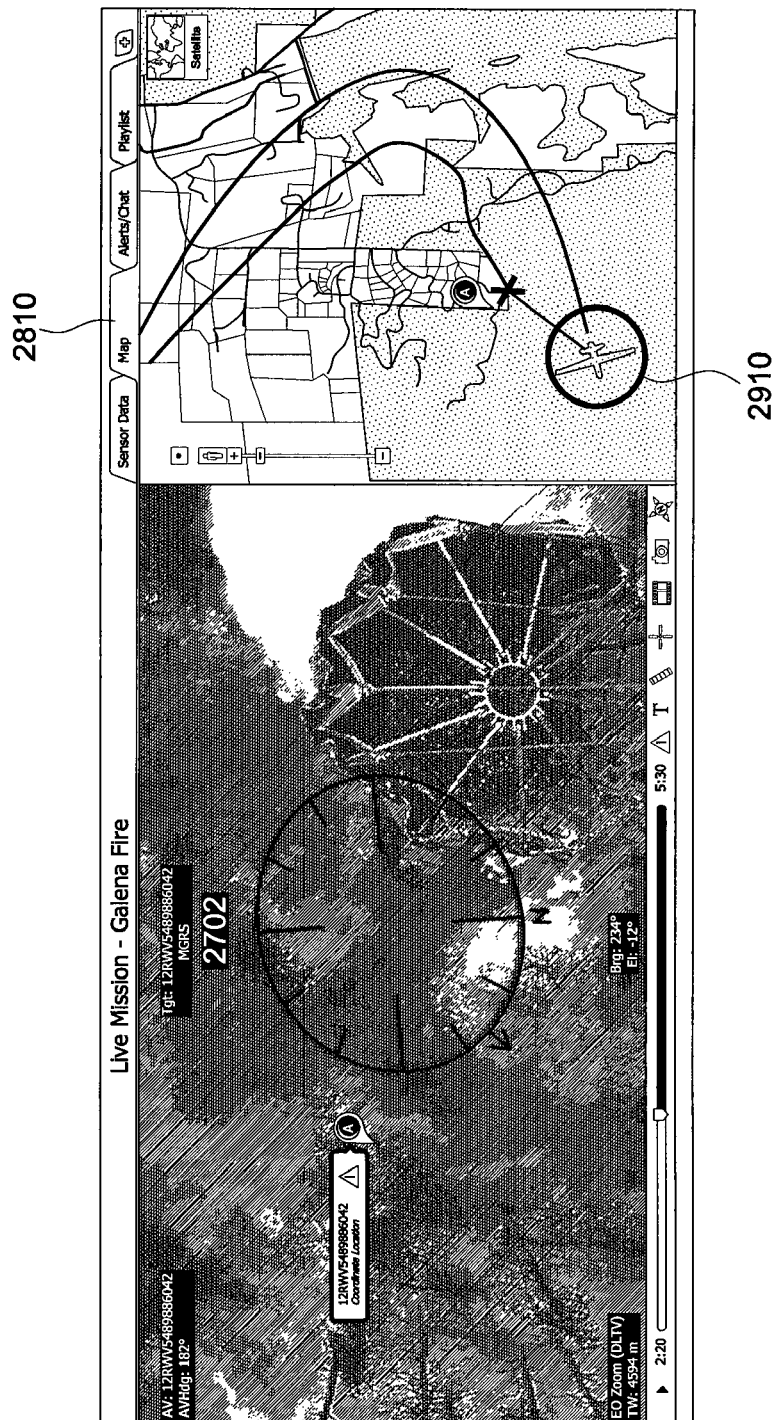 2810
Live Mission - Galena Fire
Sensor Data
Map
Alerts/Chat
Playlist
AV: 12RWV5489886042
AVHdg: 182°
Tgt: 12RWV5489886042
MGRS
2702
Satellite
12RWV5489886042
Coordinate Location
A
A
N
EO Zoom (DLTV)
TW: 4594 m
Brg: 234°
El: -12°
2:20
5:30
T
N
2910